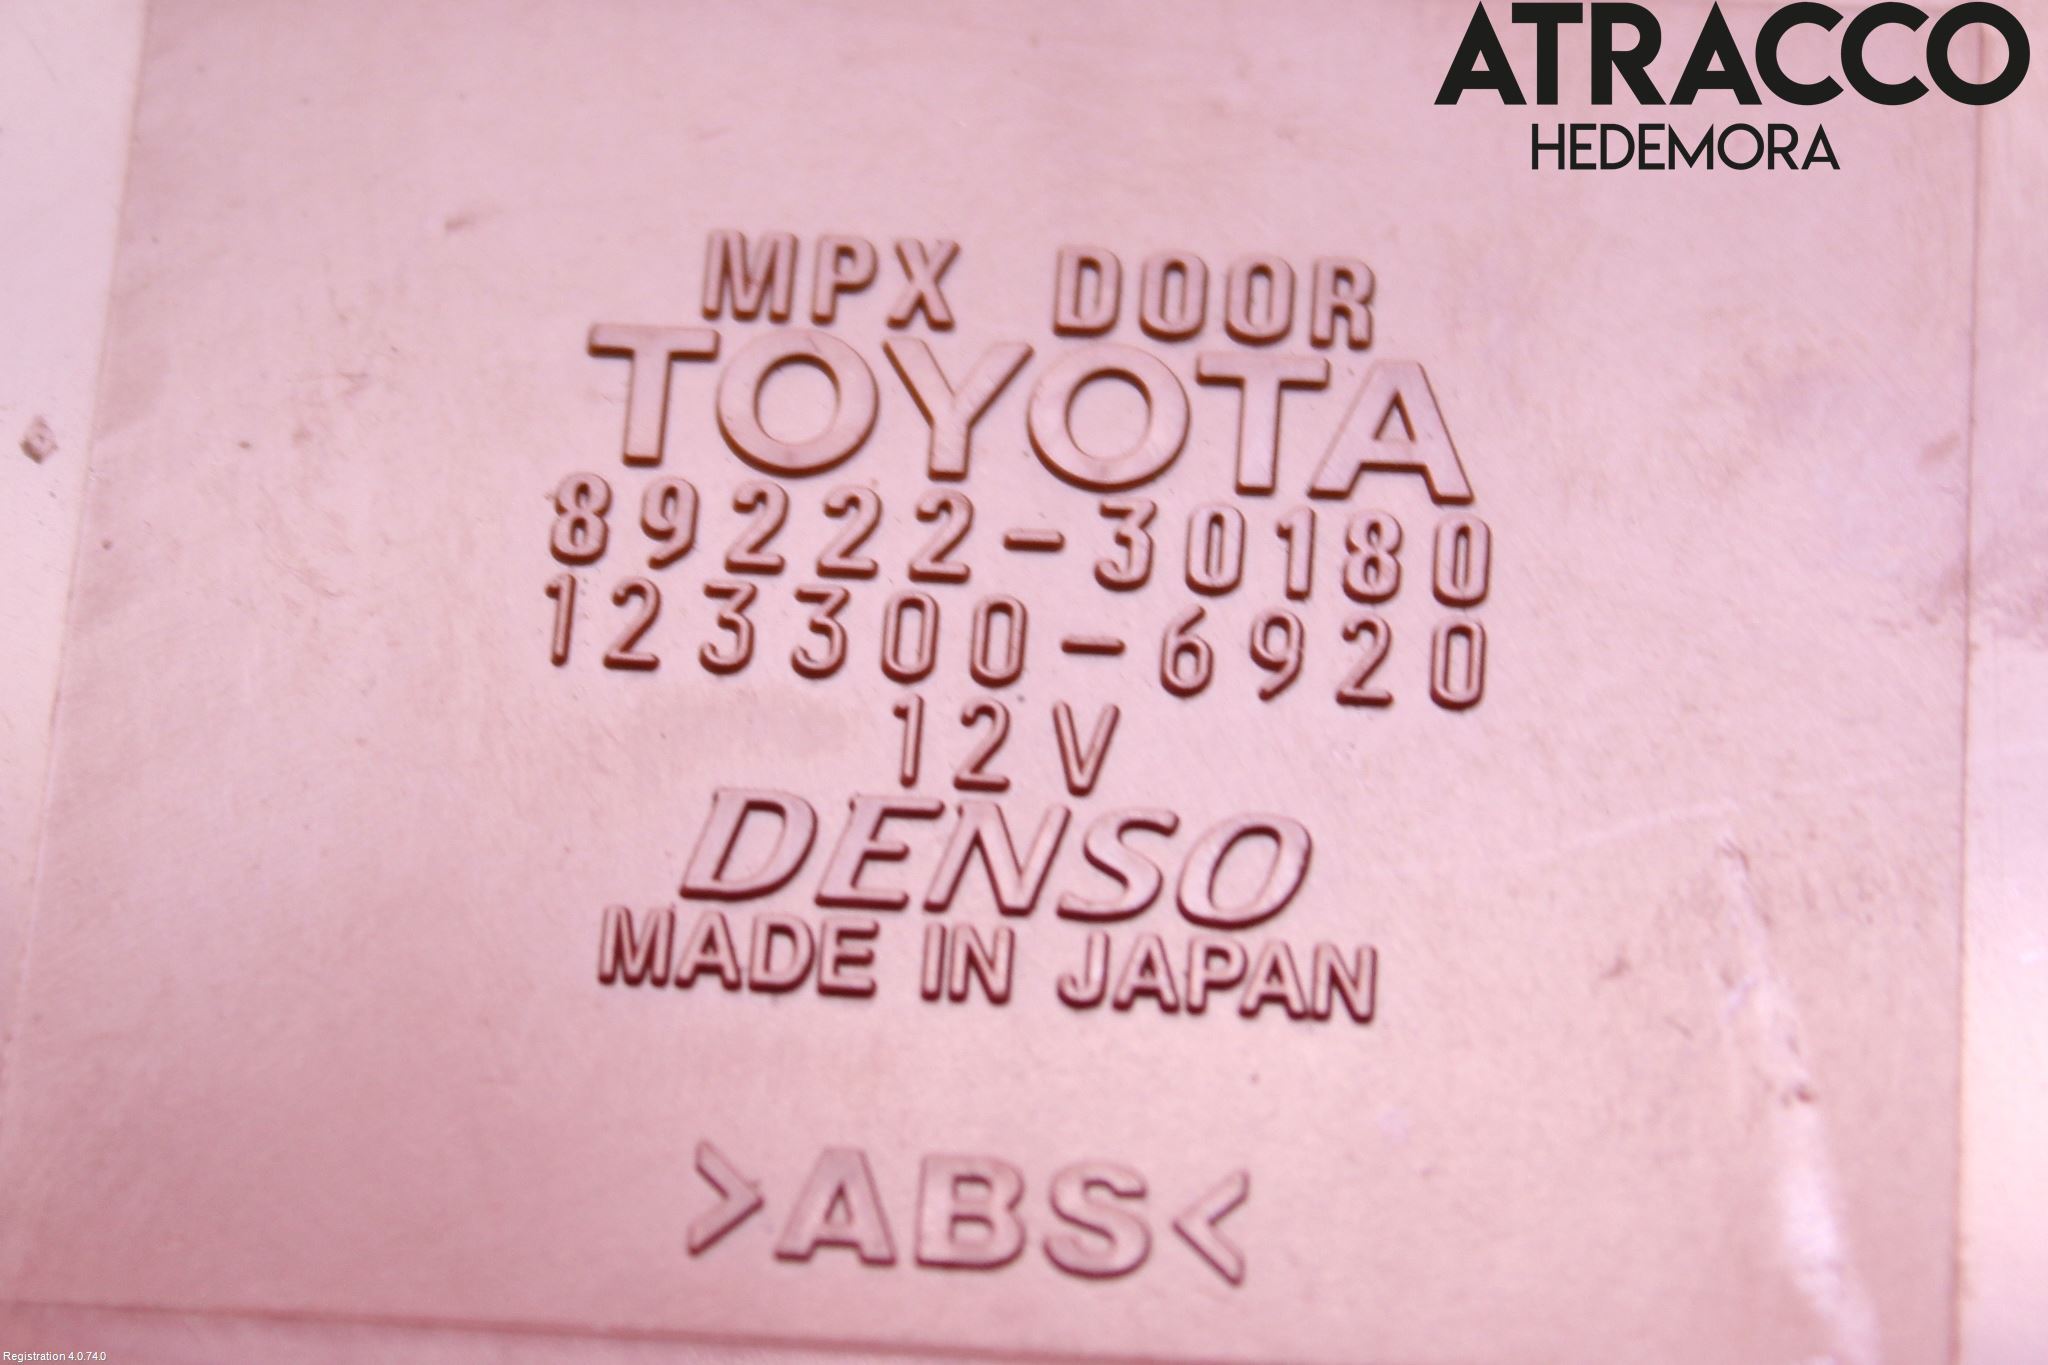 ATRACCO
HEDEMORA
MPX DOOR
TOYOTA
89222-30180
123300-6920
12V
DENSO
MADE IN JAPAN
>ABS<
Registration 4.0.74.0